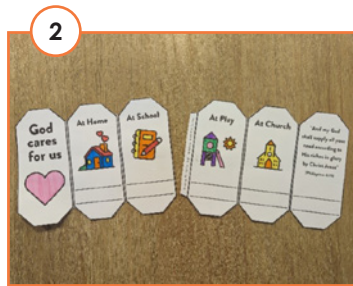 2
God
cares
for us
At Home
At School
At Play
At Church
"And my God
shall supply all your
need according to
His riches in glory
by Christ Jesus."
Philippians 4:19